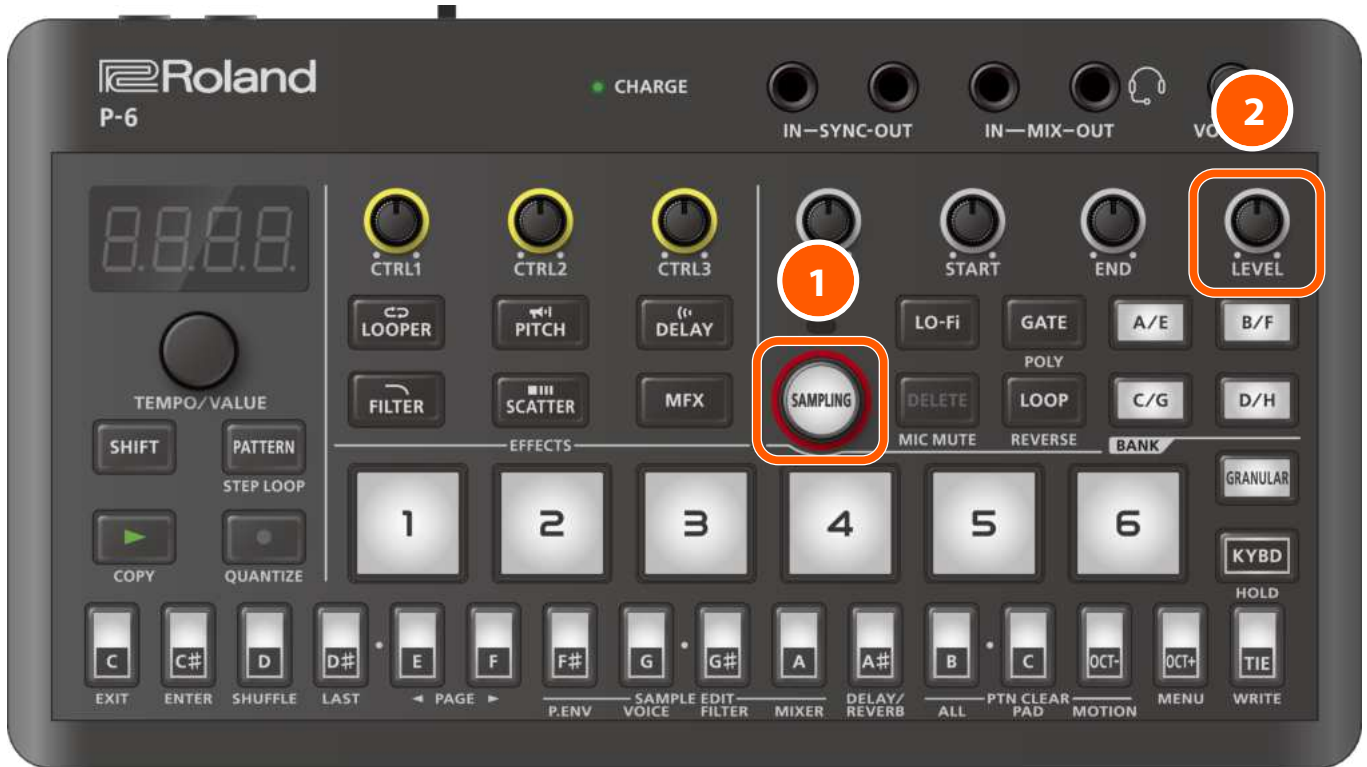 Roland
P-6
CHARGE
IN-SYNC-OUT
IN-MIX-OUT
VO
2
8.8.8.8.
CTRL1
CTRL2
CTRL3
START
END
LEVEL
1
LOOPER
PITCH
DELAY
LO-Fi
GATE
A/E
B/F
POLY
TEMPO/VALUE
FILTER
SCATTER
MFX
SAMPLING
DELETE
LOOP
C/G
D/H
MIC MUTE
REVERSE
BANK
EFFECTS
SHIFT
PATTERN
STEP LOOP
GRANULAR
1
2
3
4
5
6
KYBD
HOLD
COPY
QUANTIZE
C
C#
D
D#
E
F
F#
G
G#
A
A#
B
C
OCT-
OCT+
TIE
EXIT
ENTER
SHUFFLE
LAST
◄ PAGE ►
SAMPLE EDIT
P.ENV
VOICE
FILTER
MIXER
DELAY/
REVERB
PTN CLEAR
ALL
PAD
MOTION
MENU
WRITE